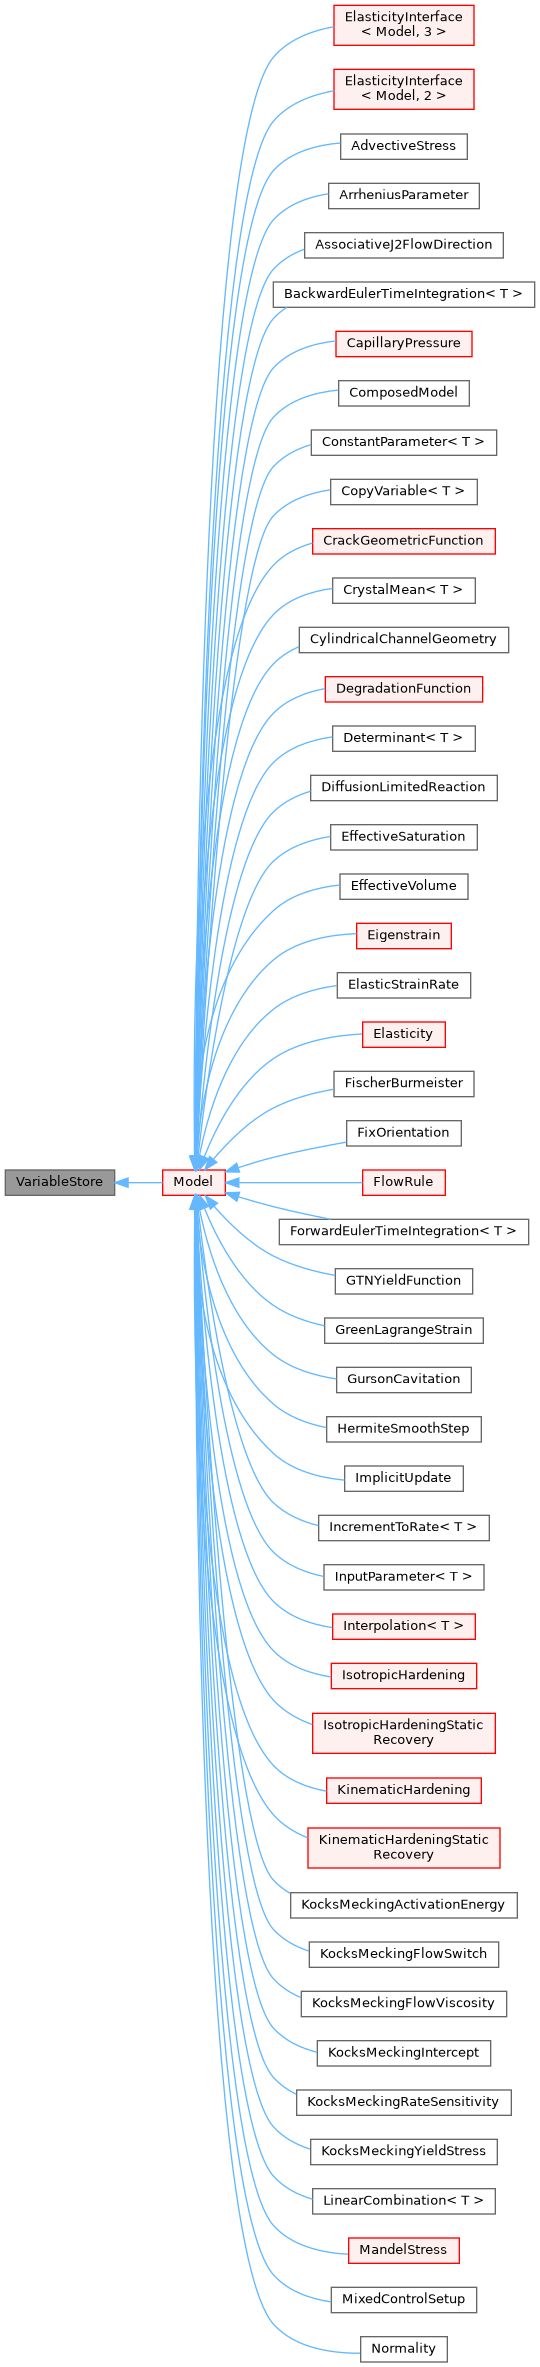 ElasticityInterface
< Model, 3 >
ElasticityInterface
< Model, 2 >
AdvectiveStress
ArrheniusParameter
AssociativeJ2FlowDirection
BackwardEulerTimeIntegration< T >
CapillaryPressure
ComposedModel
ConstantParameter< T >
CopyVariable< T >
CrackGeometricFunction
CrystalMean< T >
CylindricalChannelGeometry
DegradationFunction
Determinant< T >
DiffusionLimitedReaction
EffectiveSaturation
EffectiveVolume
Eigenstrain
ElasticStrainRate
Elasticity
FischerBurmeister
FixOrientation
VariableStore
Model
FlowRule
ForwardEulerTimeIntegration< T >
GTNYieldFunction
GreenLagrangeStrain
GursonCavitation
HermiteSmoothStep
ImplicitUpdate
IncrementToRate< T >
InputParameter< T >
Interpolation< T >
IsotropicHardening
IsotropicHardeningStatic
Recovery
KinematicHardening
KinematicHardeningStatic
Recovery
KocksMeckingActivationEnergy
KocksMeckingFlowSwitch
KocksMeckingFlowViscosity
KocksMeckingIntercept
KocksMeckingRateSensitivity
KocksMeckingYieldStress
LinearCombination< T >
MandelStress
MixedControlSetup
Normality